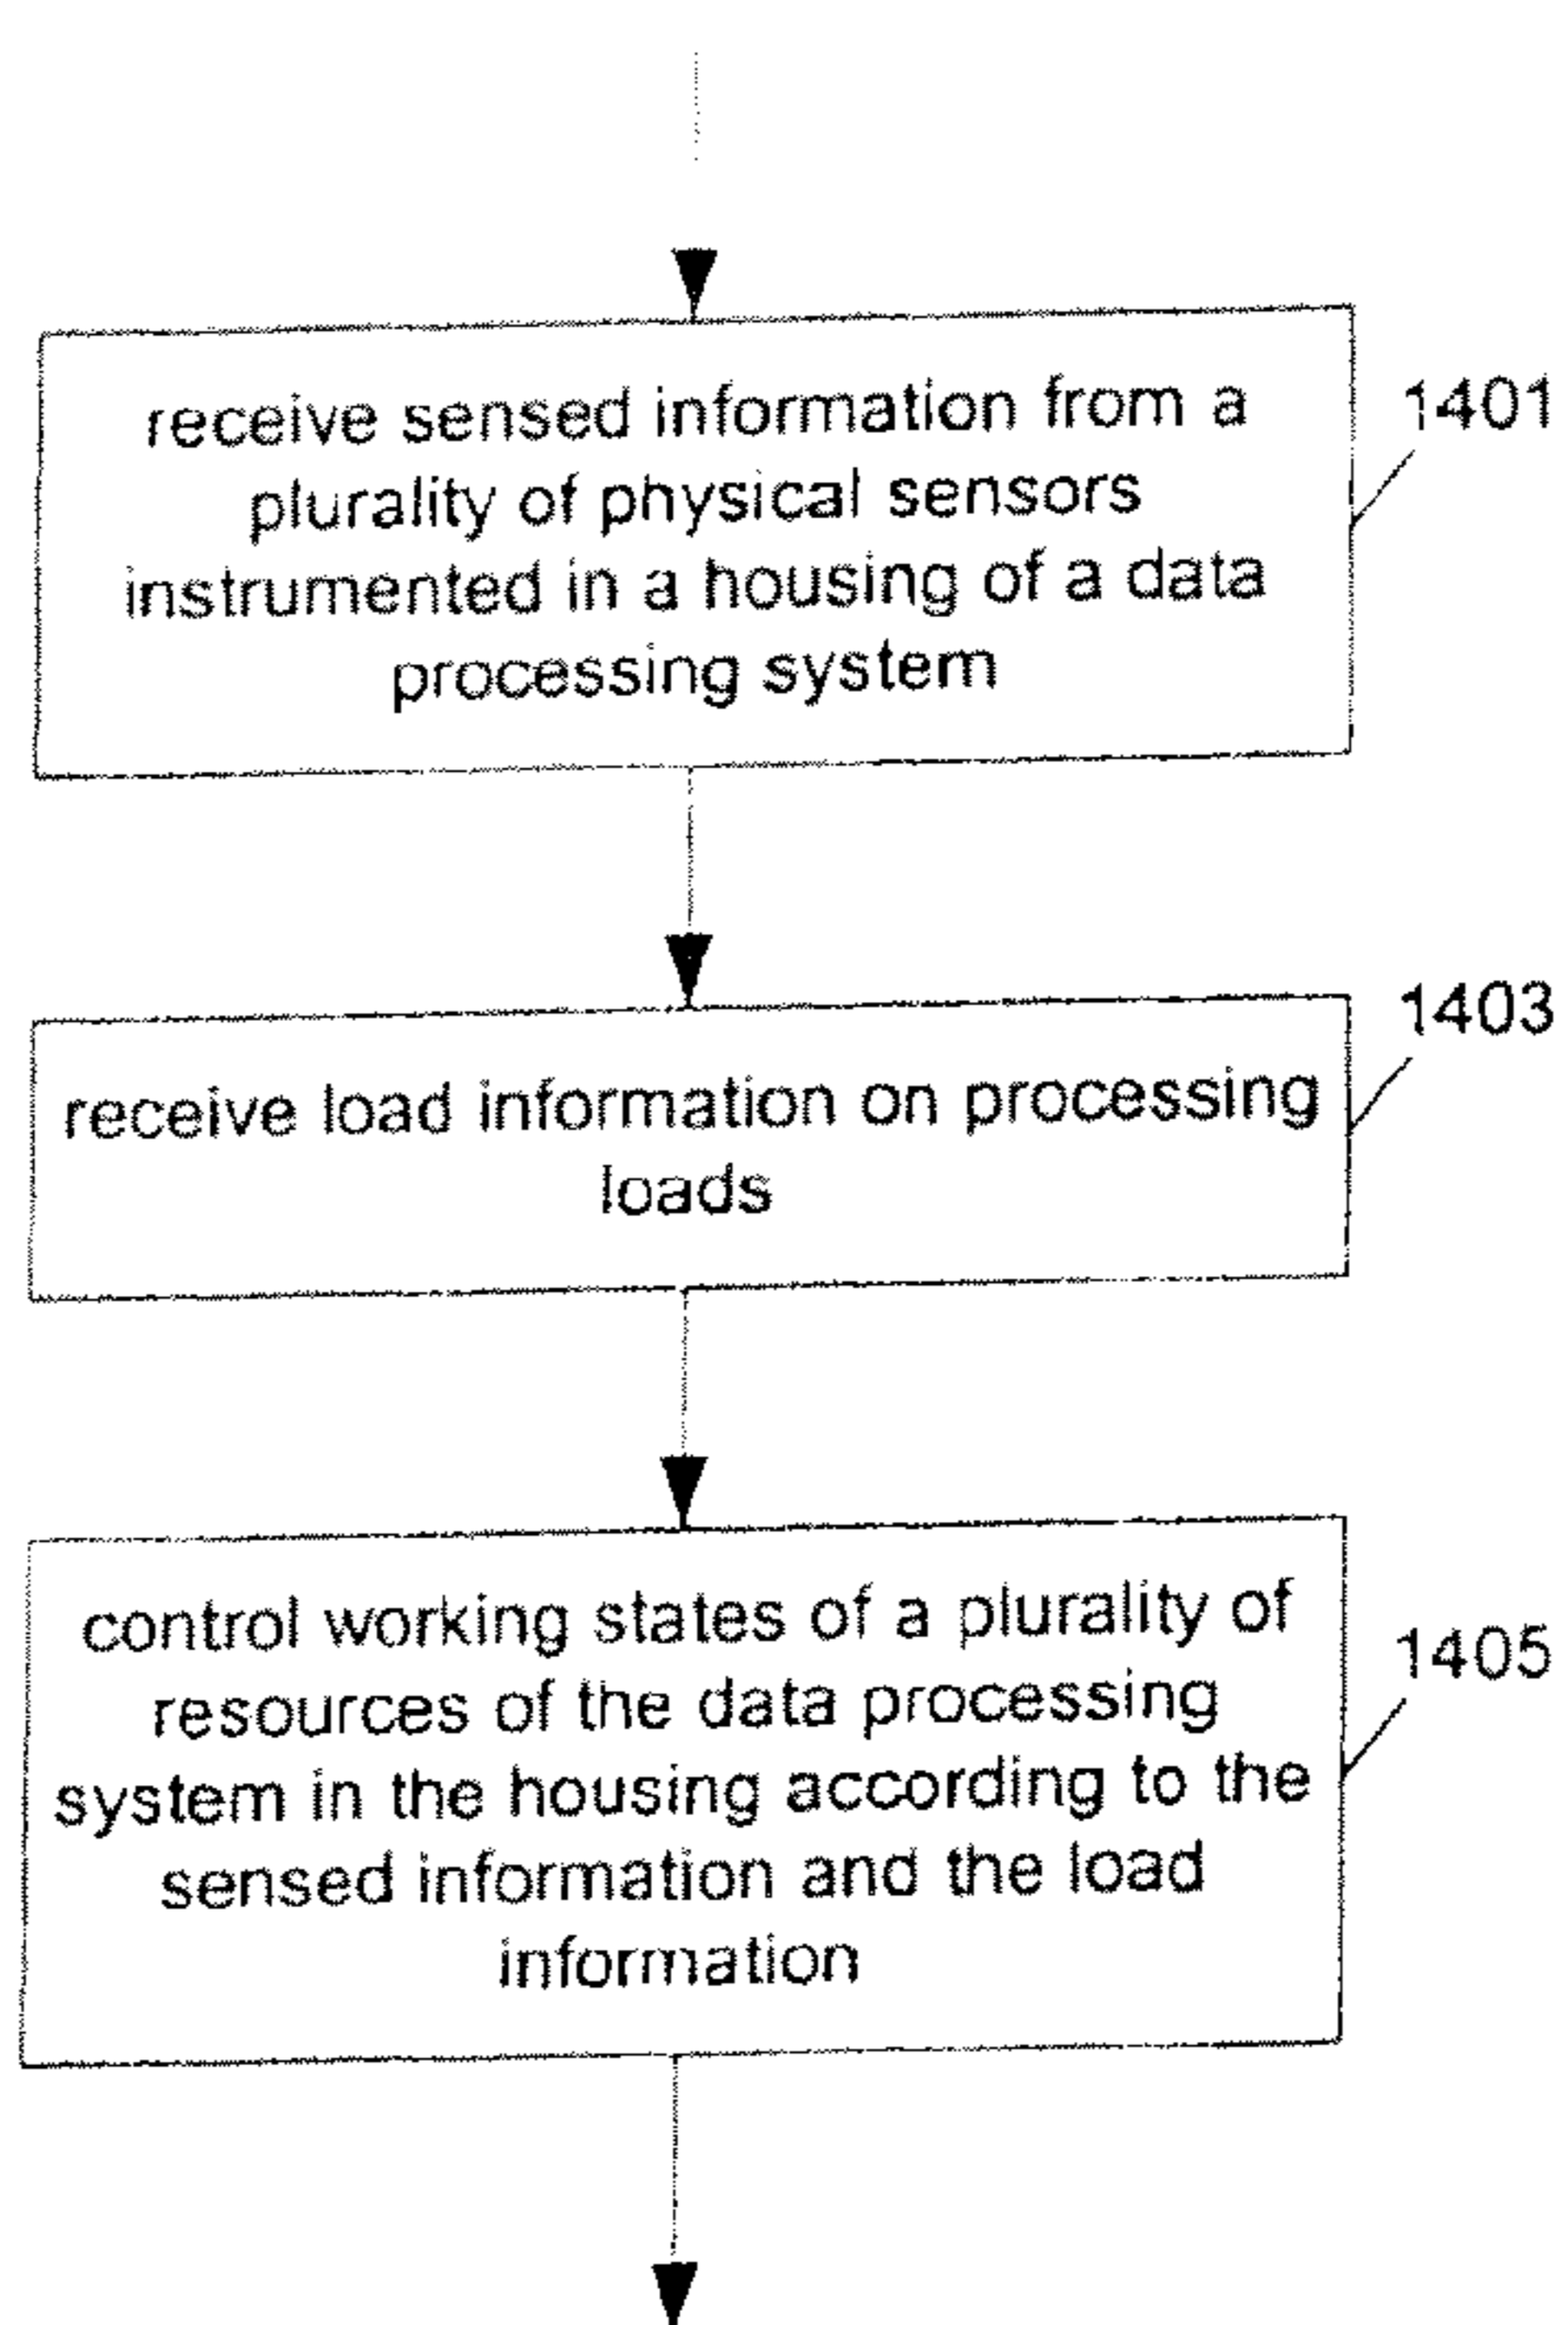 receive sensed information from a
plurality of physical sensors
instrumented in a housing of a data
processing system
1401
receive load information on processing
loads
1403
control working states of a plurality of
resources of the data processing
system in the housing according to the
sensed information and the load
information
1405